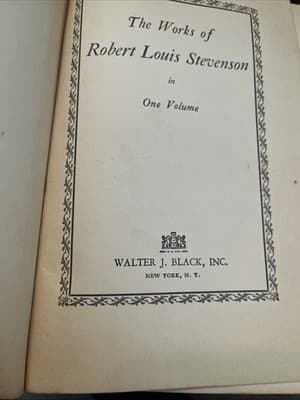 The Works of
Robert Louis Stevenson
in
One Volume
WALTER J. BLACK, INC.
NEW YORK, N. Y.